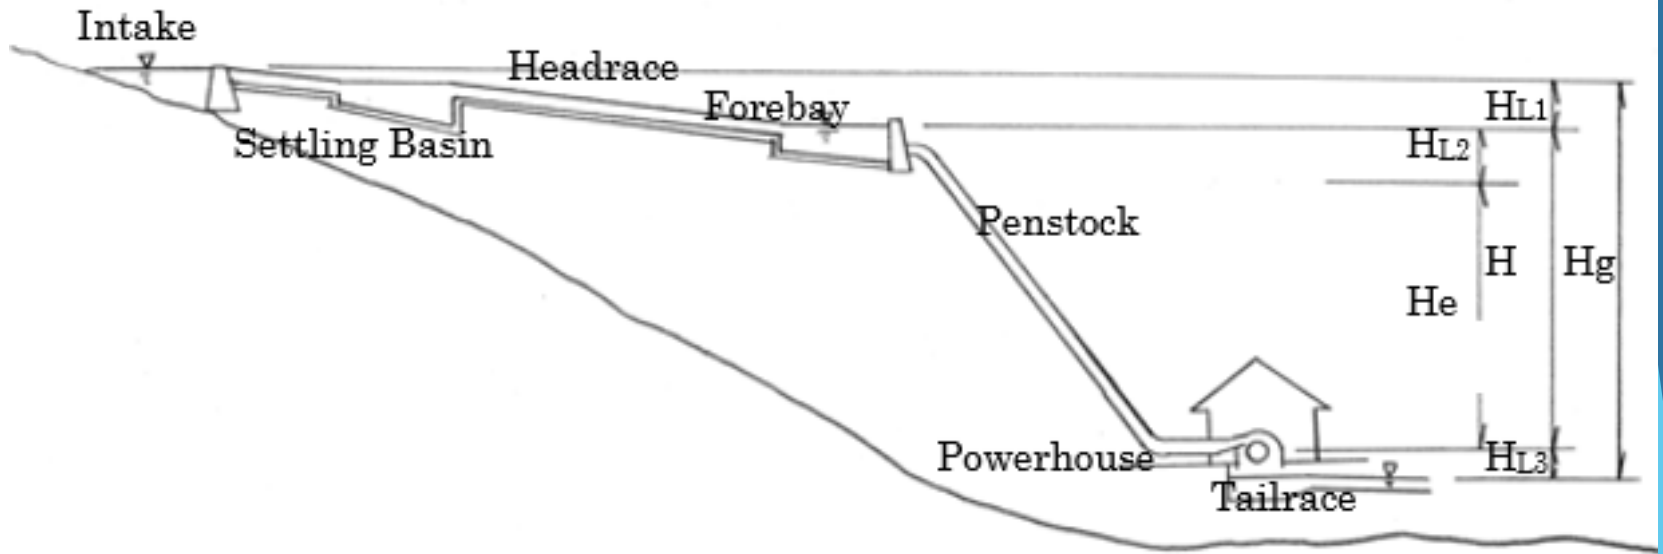 Intake
Headrace
HL1
Forebay
Settling Basin
HL2
Penstock
H
Hg
He
Powerhouse
HL3
Tailrace